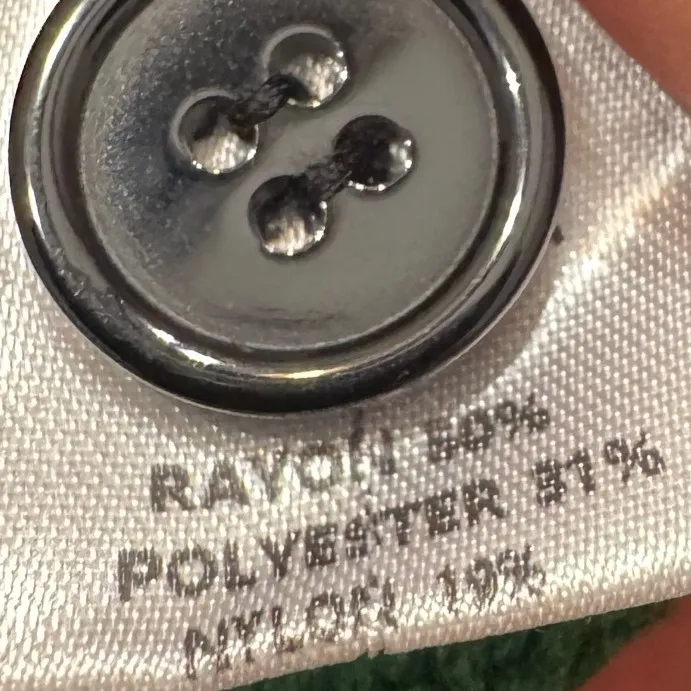 RAYON 50%
POLYESTER 31%
NYLON 19%